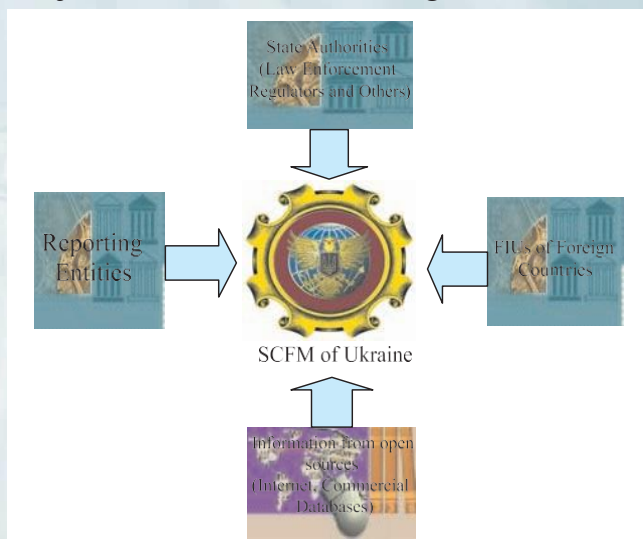 State Authorities
(Law Enforcement
Regulators and Others)
Reporting
Entities
FIUs of Foreign
Countries
SCFM of Ukraine
Information from open
sources
(Internet, Commercial
Databases)